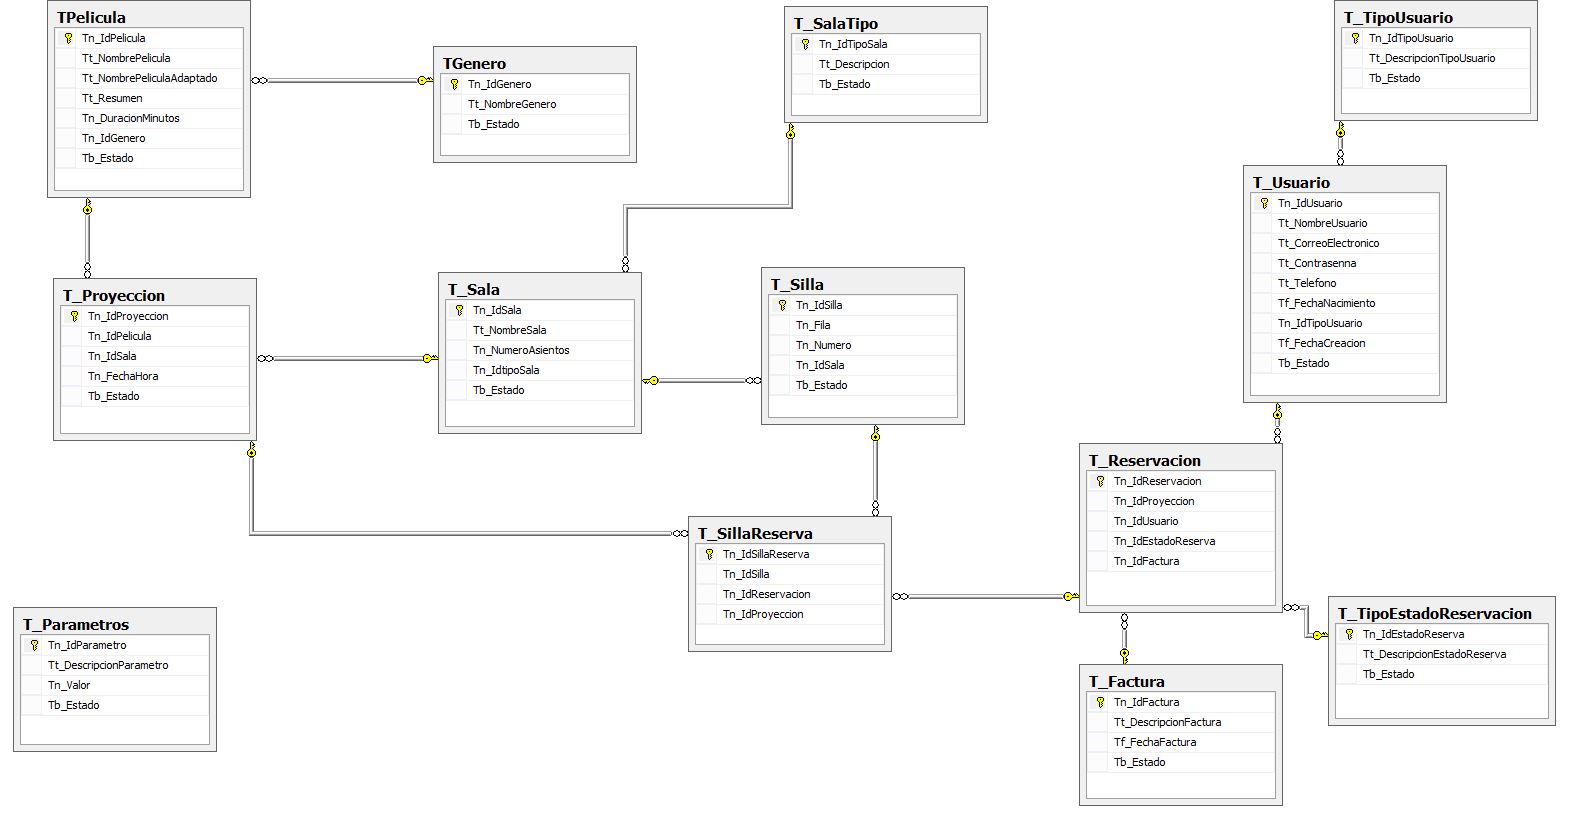 TPelicula
Tn_IdPelicula
Tt_NombrePelicula
Tt_NombrePeliculaAdaptado
Tt_Resumen
Tn_DuracionMinutos
Tn_IdGenero
Tb_Estado
TGenero
Tn_IdGenero
Tt_NombreGenero
Tb_Estado
T_SalaTipo
Tn_IdTipoSala
Tt_Descripcion
Tb_Estado
T_TipoUsuario
Tn_IdTipoUsuario
Tt_DescripcionTipoUsuario
Tb_Estado
T_Usuario
Tn_IdUsuario
Tt_NombreUsuario
Tt_CorreoElectronico
Tt_Contrasenna
Tt_Telefono
Tf_FechaNacimiento
Tn_IdTipoUsuario
Tf_FechaCreacion
Tb_Estado
T_Proyeccion
Tn_IdProyeccion
Tn_IdPelicula
Tn_IdSala
Tn_FechaHora
Tb_Estado
T_Sala
Tn_IdSala
Tt_NombreSala
Tn_NumeroAsientos
Tn_IdtipoSala
Tb_Estado
T_Silla
Tn_IdSilla
Tn_Fila
Tn_Numero
Tn_IdSala
Tb_Estado
T_Reservacion
Tn_IdReservacion
Tn_IdProyeccion
Tn_IdUsuario
Tn_IdEstadoReserva
Tn_IdFactura
T_SillaReserva
Tn_IdSillaReserva
Tn_IdSilla
Tn_IdReservacion
Tn_IdProyeccion
T_Parametros
Tn_IdParametro
Tt_DescripcionParametro
Tn_Valor
Tb_Estado
T_TipoEstadoReservacion
Tn_IdEstadoReserva
Tt_DescripcionEstadoReserva
Tb_Estado
T_Factura
Tn_IdFactura
Tt_DescripcionFactura
Tf_FechaFactura
Tb_Estado